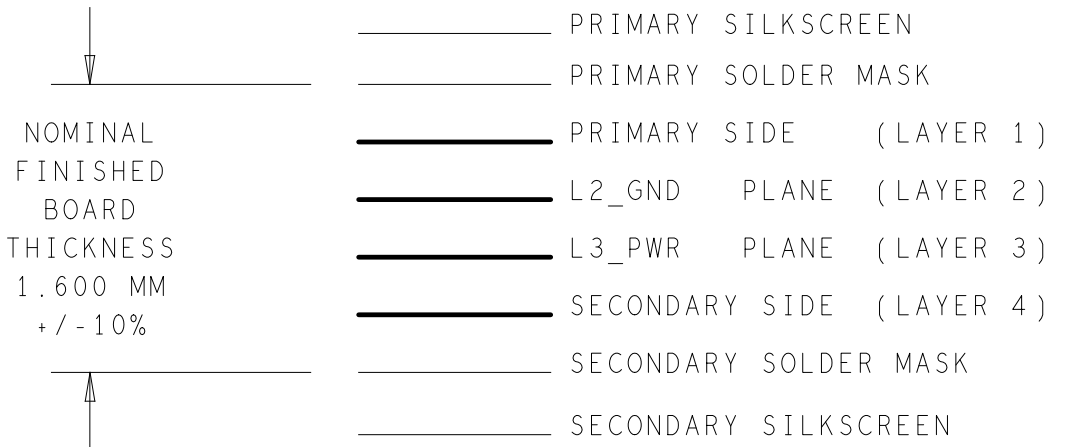 PRIMARY SILKSCREEN
PRIMARY SOLDER MASK
PRIMARY SIDE (LAYER 1)
L2_GND PLANE (LAYER 2)
L3_PWR PLANE (LAYER 3)
SECONDARY SIDE (LAYER 4)
SECONDARY SOLDER MASK
SECONDARY SILKSCREEN
NOMINAL
FINISHED
BOARD
THICKNESS
1.600 MM
+/-10%